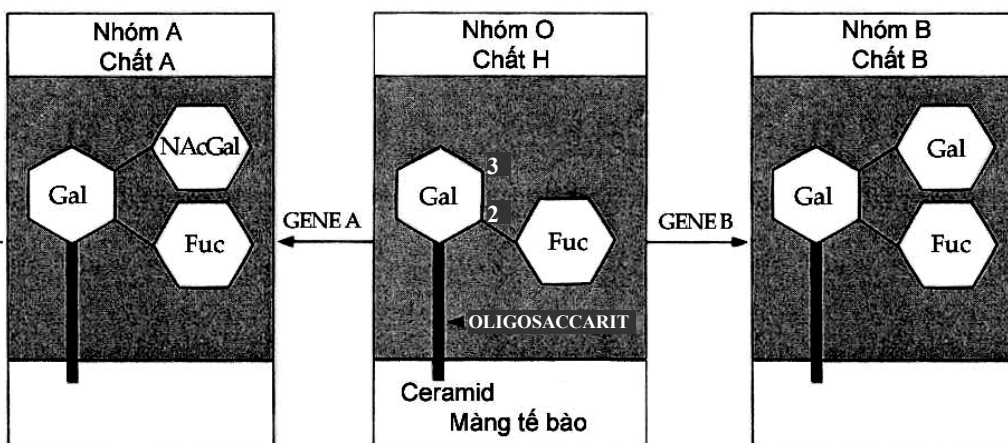 Nhóm A
Chất A
NAcGal
Gal
Fuc
GENE A
Nhóm O
Chất H
3
Gal
2
Fuc
OLIGOSACCARIT
Ceramid
Màng tế bào
GENE B
Nhóm B
Chất B
Gal
Gal
Fuc